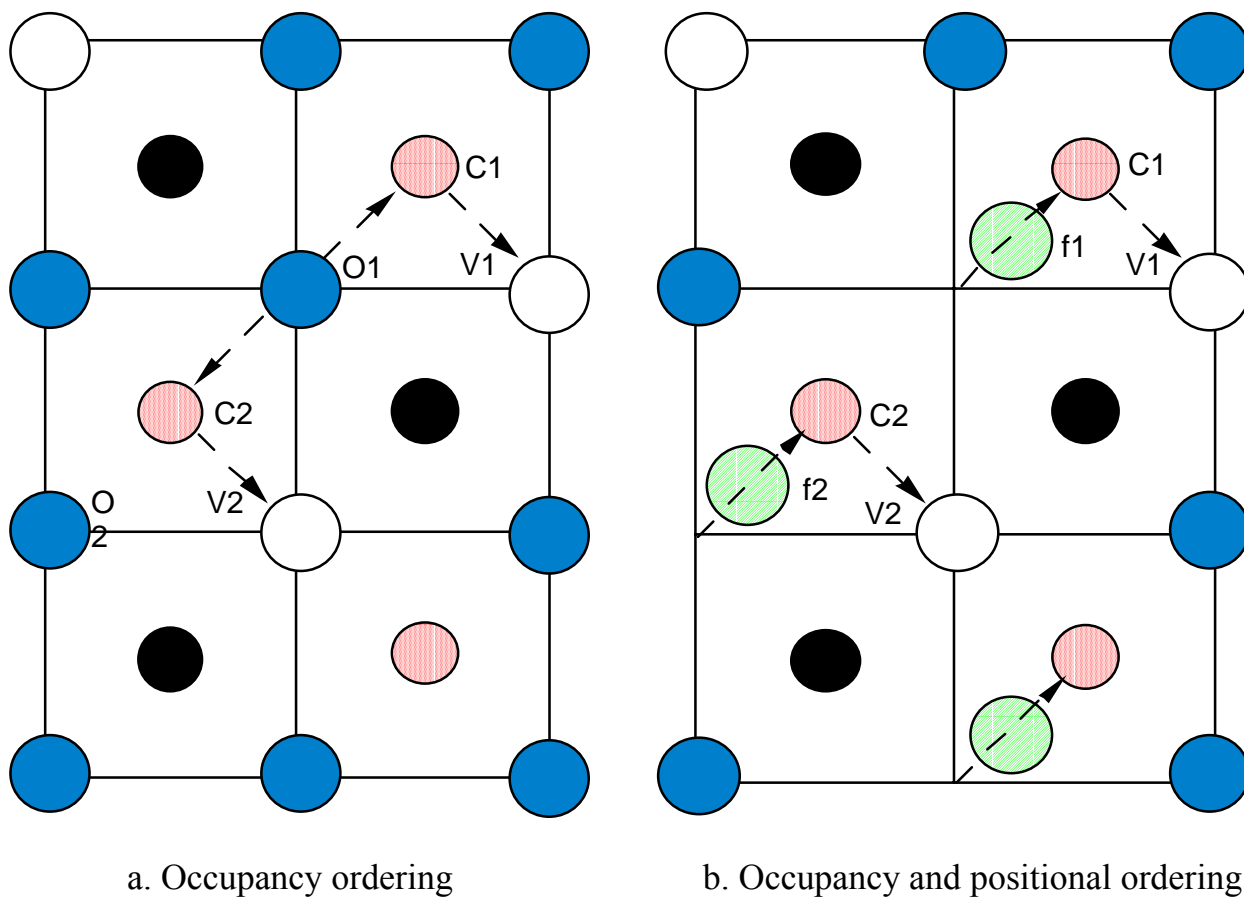 C1
O1
V1
C2
V2
O
2
a. Occupancy ordering
C1
f1
V1
C2
f2
V2
b. Occupancy and positional ordering